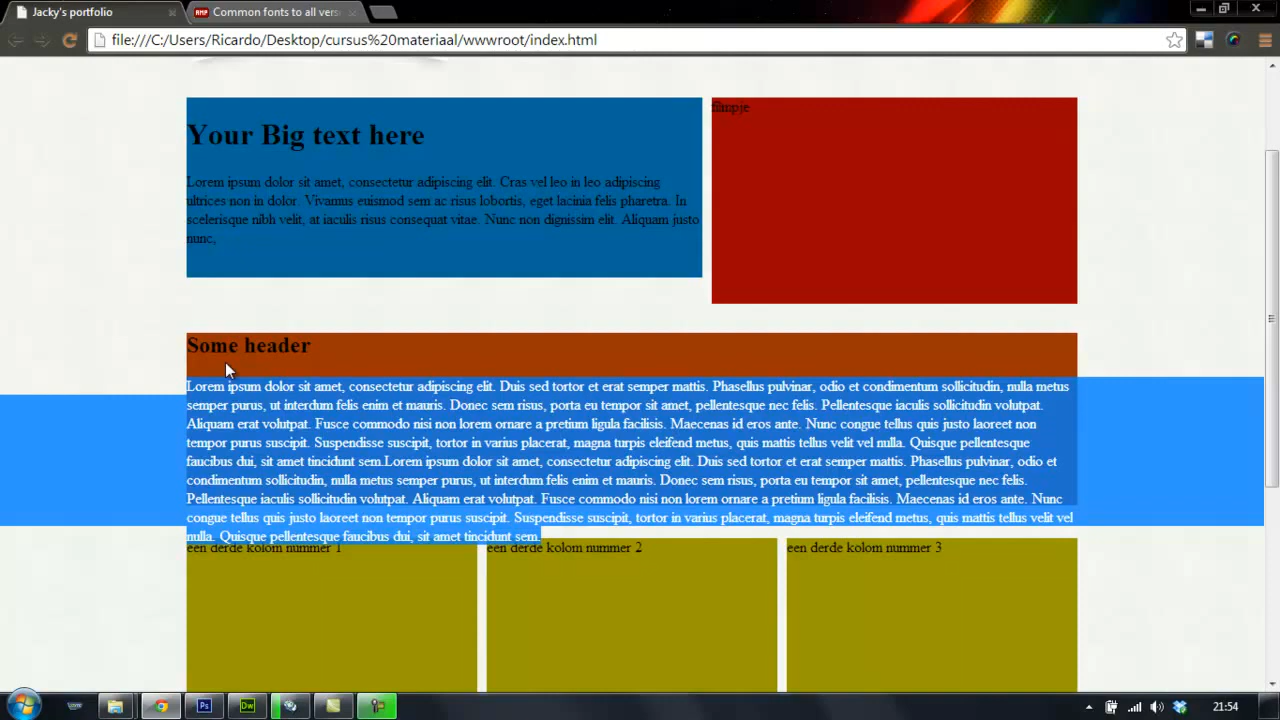 Jacky's portfolio
Common fonts to all vers
file:///C:/Users/Ricardo/Desktop/cursus%20materiaal/wwwroot/index.html
Your Big text here
filmpje
Lorem ipsum dolor sit amet, consectetur adipiscing elit. Cras vel leo in leo adipiscing
ultrices non in dolor. Vivamus euismod sem ac risus lobortis, eget lacinia felis pharetra. In
scelerisque nibh velit, at iaculis risus consequat vitae. Nunc non dignissim elit. Aliquam justo
nunc,
Some header
Lorem ipsum dolor sit amet, consectetur adipiscing elit. Duis sed tortor et erat semper mattis. Phasellus pulvinar, odio et condimentum sollicitudin, nulla metus
semper purus, ut interdum felis enim et mauris. Donec sem risus, porta eu tempor sit amet, pellentesque nec felis. Pellentesque iaculis sollicitudin volutpat.
Aliquam erat volutpat. Fusce commodo nisi non lorem ornare a pretium ligula facilisis. Maecenas id eros ante. Nunc congue tellus quis justo laoreet non
tempor purus suscipit. Suspendisse suscipit, tortor in varius placerat, magna turpis eleifend metus, quis mattis tellus velit vel nulla. Quisque pellentesque
faucibus dui, sit amet tincidunt sem.Lorem ipsum dolor sit amet, consectetur adipiscing elit. Duis sed tortor et erat semper mattis. Phasellus pulvinar, odio et
condimentum sollicitudin, nulla metus semper purus, ut interdum felis enim et mauris. Donec sem risus, porta eu tempor sit amet, pellentesque nec felis.
Pellentesque iaculis sollicitudin volutpat. Aliquam erat volutpat. Fusce commodo nisi non lorem ornare a pretium ligula facilisis. Maecenas id eros ante. Nunc
congue tellus quis justo laoreet non tempor purus suscipit. Suspendisse suscipit, tortor in varius placerat, magna turpis eleifend metus, quis mattis tellus velit vel
nulla. Quisque pellentesque faucibus dui, sit amet tincidunt sem.
een derde kolom nummer 1
een derde kolom nummer 2
een derde kolom nummer 3
Ps
Dw
21:54